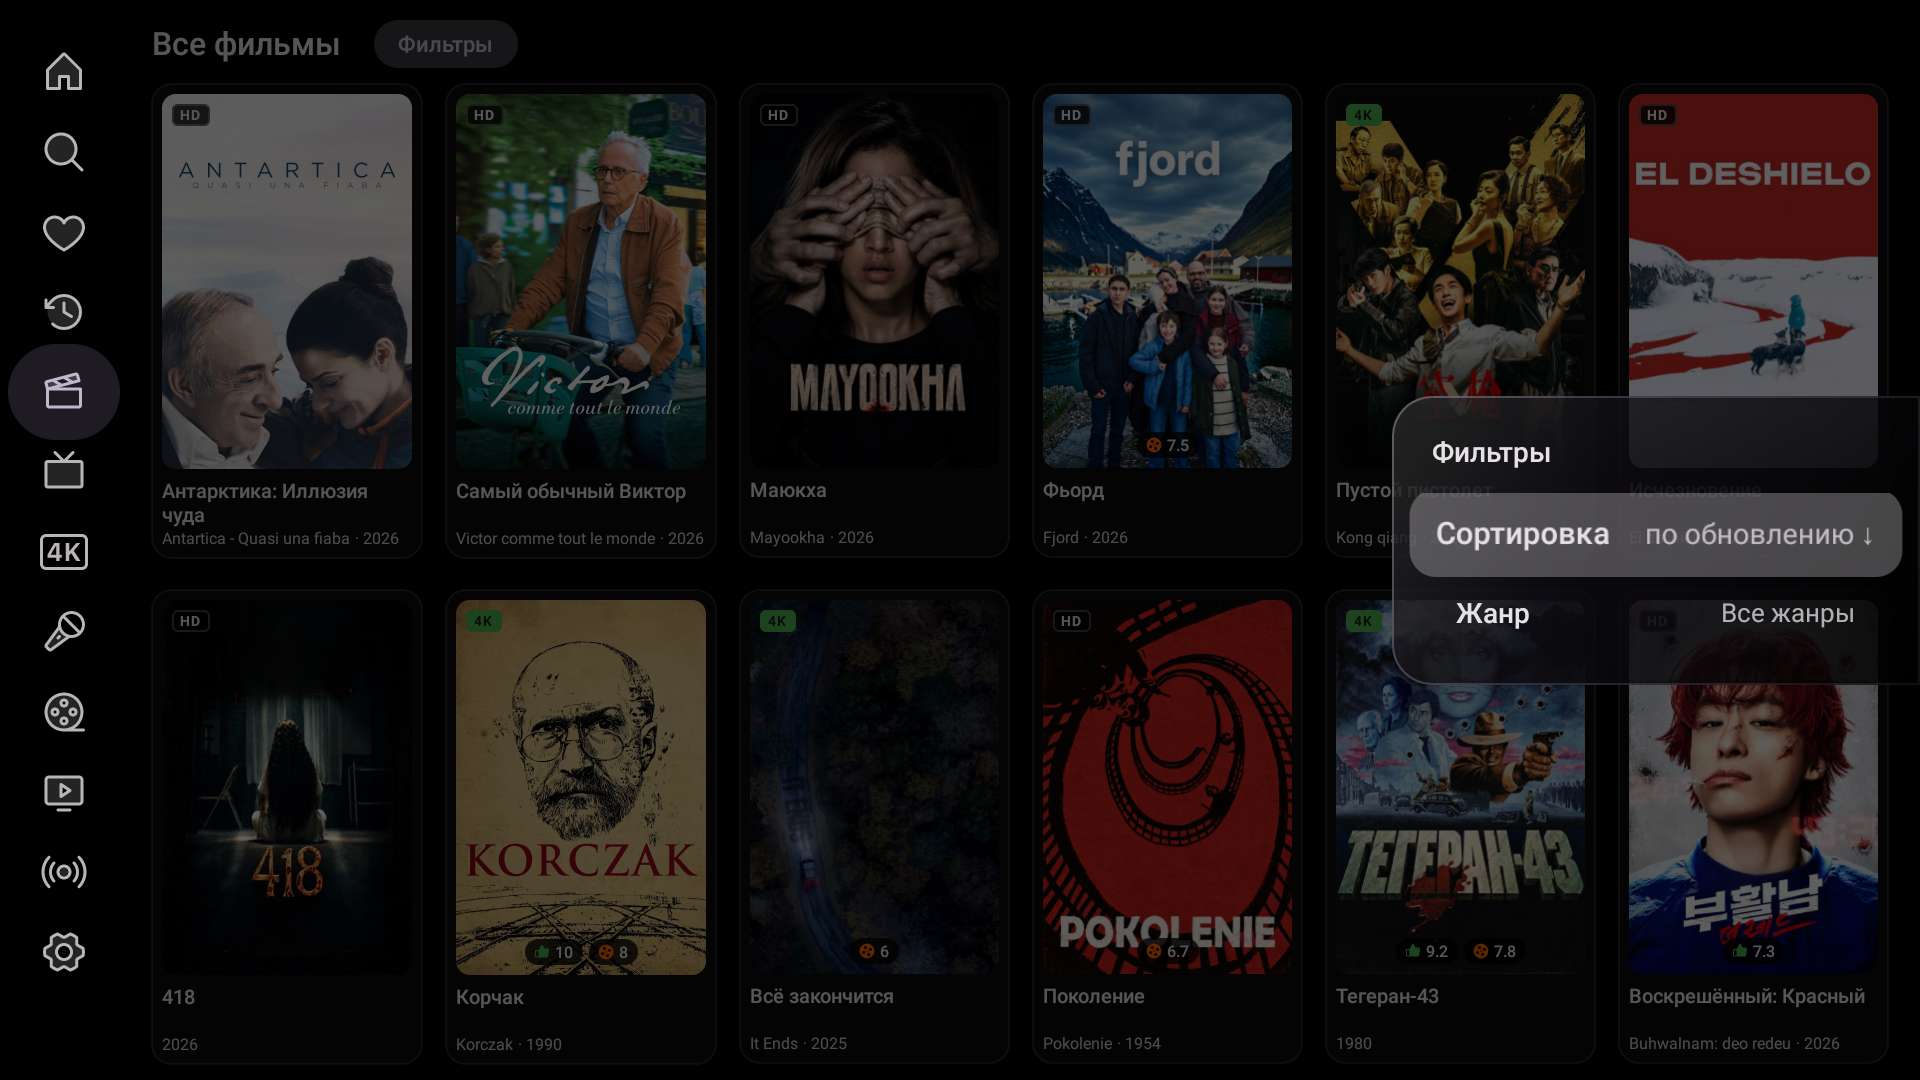 Все фильмы
Фильтры
HD
ANTARTICA
QUASI UNA FIABA
Антарктика: Иллюзия
чуда
Antartica - Quasi una fiaba · 2026
HD
Victor
comme tout le monde
Самый обычный Виктор
Victor comme tout le monde · 2026
HD
MAYOOKHA
Маюкха
Mayookha · 2026
HD
fjord
7.5
Фьорд
Fjord · 2026
4K
Пустой пистолет
HD
EL DESHIELO
Исчезновение
Фильтры
Сортировка
по обновлению ↓
Жанр
Все жанры
HD
418
418
2026
4K
KORCZAK
10
8
Корчак
Korczak · 1990
4K
6
Всё закончится
It Ends · 2025
HD
POKOLENIE
6.7
Поколение
Pokolenie · 1954
4K
ТЕГЕРАН-43
9.2
7.8
Тегеран-43
1980
HD
부활남
7.3
Воскрешённый: Красный
Buhwalnam: deo redeu · 2026
4K